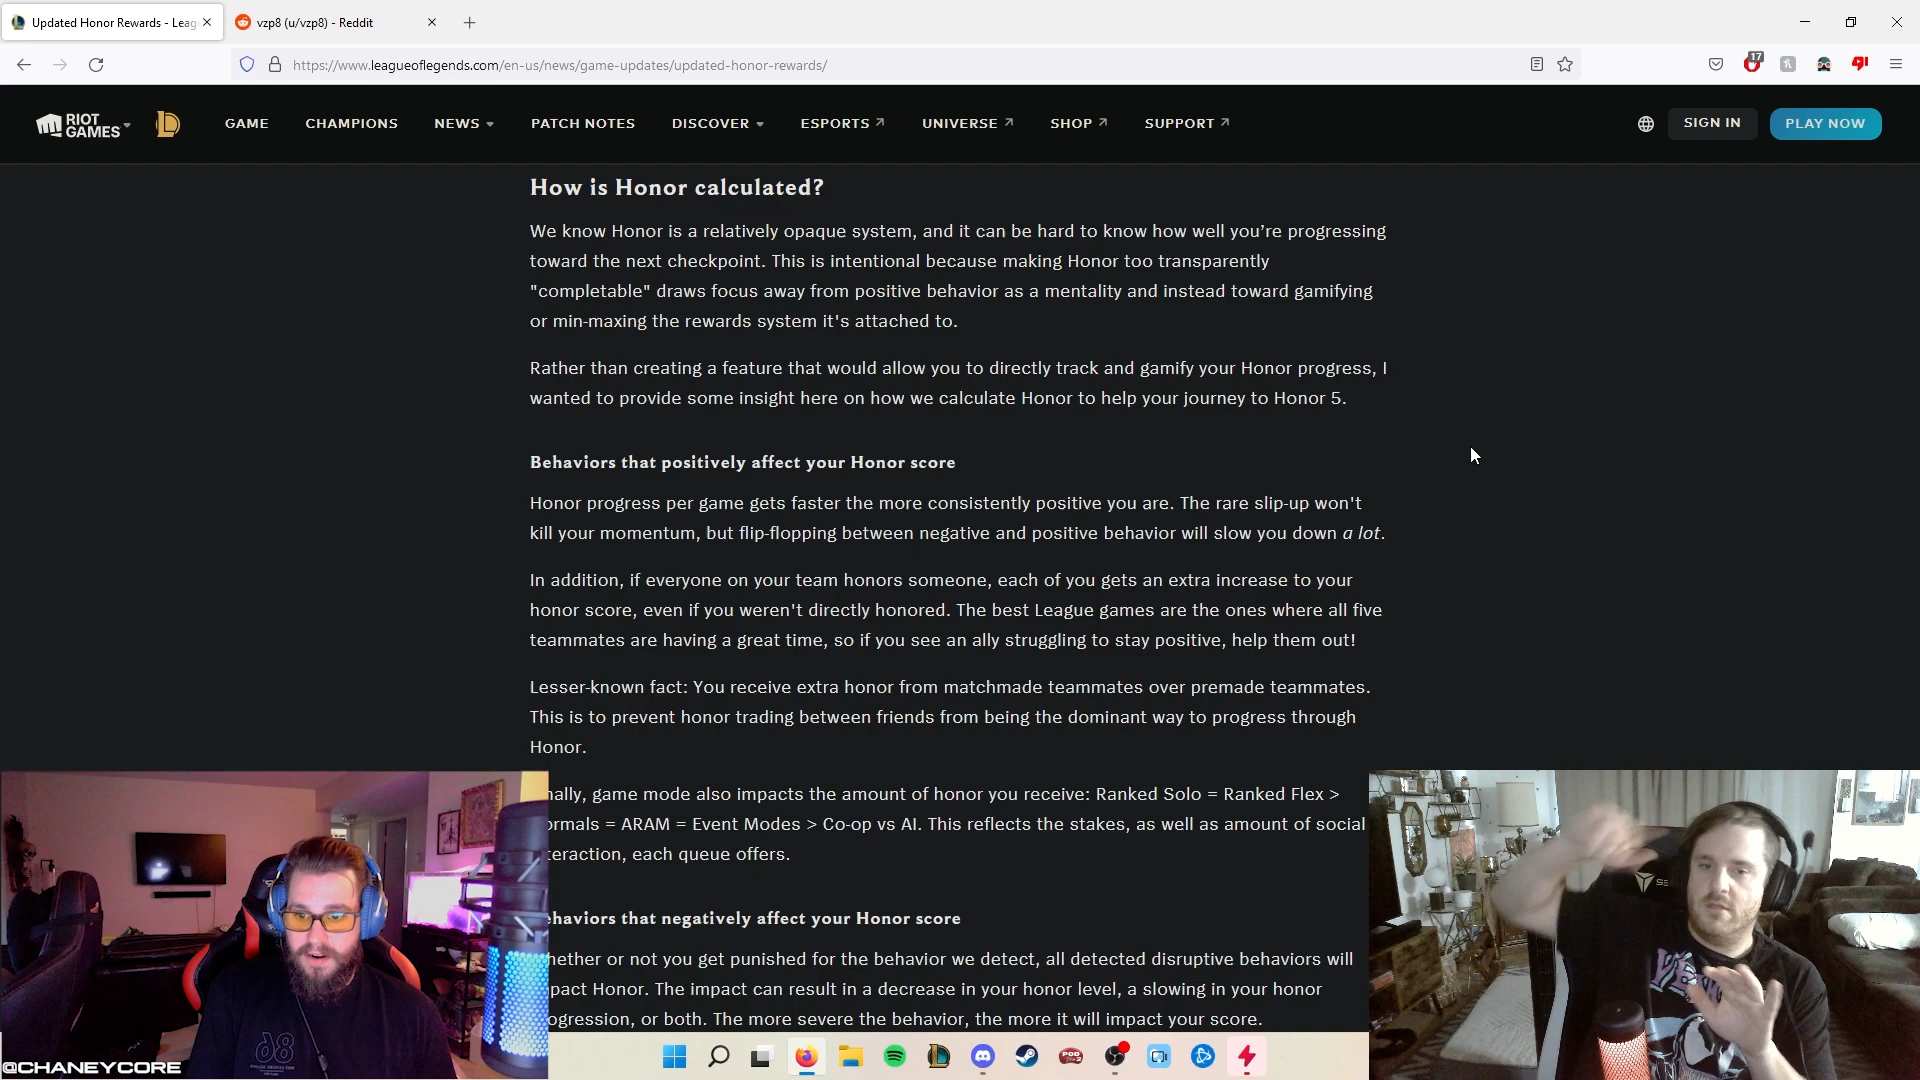 Updated Honor Rewards - Leag
vzp8 (u/vzp8) - Reddit
https://www.leagueoflegends.com/en-us/news/game-updates/updated-honor-rewards/
17
RIOT GAMES
GAME
CHAMPIONS
NEWS
PATCH NOTES
DISCOVER
ESPORTS
UNIVERSE
SHOP
SUPPORT
SIGN IN
PLAY NOW
How is Honor calculated?
We know Honor is a relatively opaque system, and it can be hard to know how well you’re progressing
toward the next checkpoint. This is intentional because making Honor too transparently
"completable" draws focus away from positive behavior as a mentality and instead toward gamifying
or min-maxing the rewards system it's attached to.
Rather than creating a feature that would allow you to directly track and gamify your Honor progress, I
wanted to provide some insight here on how we calculate Honor to help your journey to Honor 5.
Behaviors that positively affect your Honor score
Honor progress per game gets faster the more consistently positive you are. The rare slip-up won't
kill your momentum, but flip-flopping between negative and positive behavior will slow you down a lot.
In addition, if everyone on your team honors someone, each of you gets an extra increase to your
honor score, even if you weren't directly honored. The best League games are the ones where all five
teammates are having a great time, so if you see an ally struggling to stay positive, help them out!
Lesser-known fact: You receive extra honor from matchmade teammates over premade teammates.
This is to prevent honor trading between friends from being the dominant way to progress through
Honor.
nally, game mode also impacts the amount of honor you receive: Ranked Solo = Ranked Flex >
ormals = ARAM = Event Modes > Co-op vs AI. This reflects the stakes, as well as amount of social
teraction, each queue offers.
ehaviors that negatively affect your Honor score
hether or not you get punished for the behavior we detect, all detected disruptive behaviors will
pact Honor. The impact can result in a decrease in your honor level, a slowing in your honor
ogression, or both. The more severe the behavior, the more it will impact your score.
@CHANEYCORE